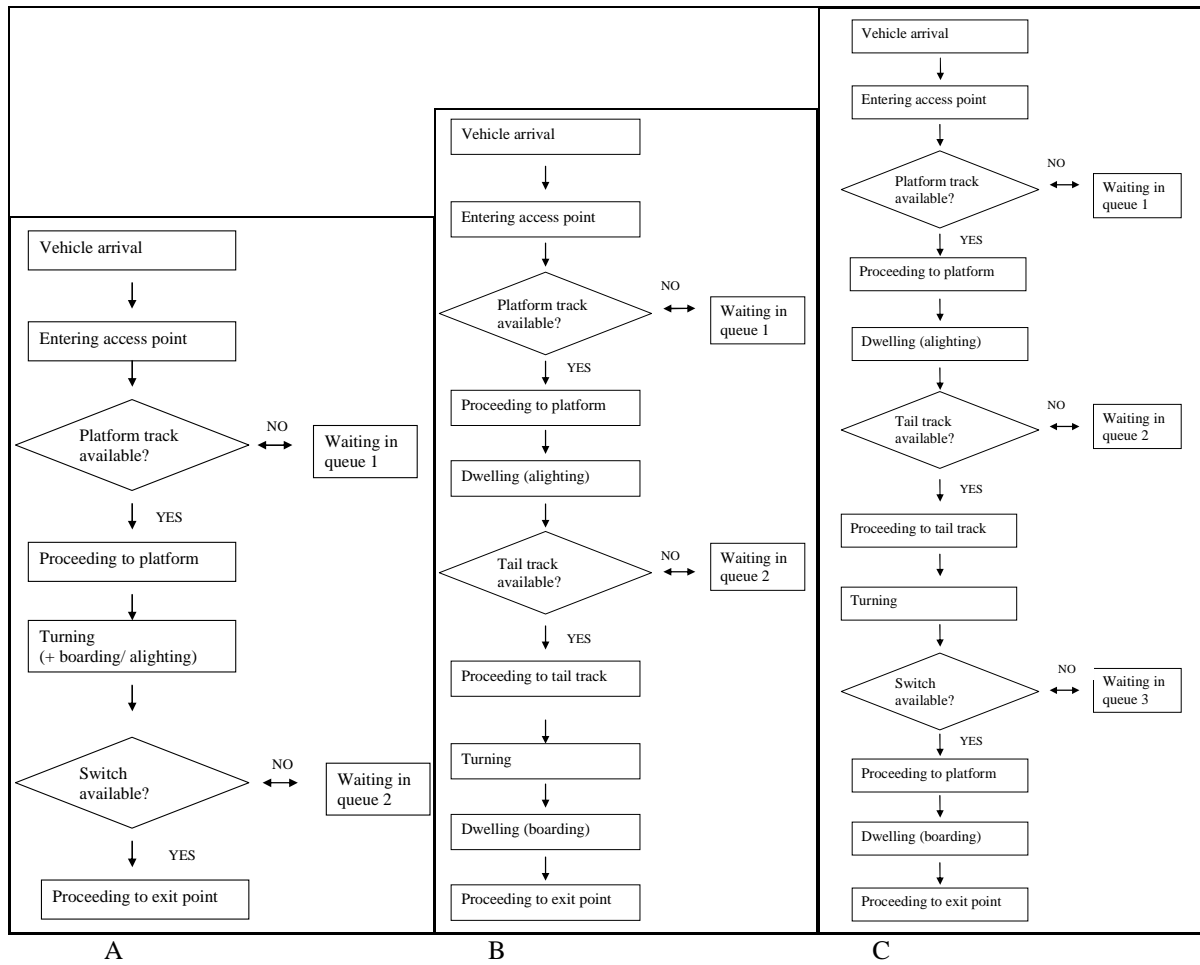 Vehicle arrival
Entering access point
Platform track
available?
NO
Waiting in
queue 1
YES
Proceeding to platform
Turning
(+ boarding/ alighting)
Switch
available?
NO
Waiting in
queue 2
YES
Proceeding to exit point
A
Vehicle arrival
Entering access point
Platform track
available?
NO
Waiting in
queue 1
YES
Proceeding to platform
Dwelling (alighting)
Tail track
available?
NO
Waiting in
queue 2
YES
Proceeding to tail track
Turning
Dwelling (boarding)
Proceeding to exit point
B
Vehicle arrival
Entering access point
Platform track
available?
NO
Waiting in
queue 1
YES
Proceeding to platform
Dwelling (alighting)
Tail track
available?
NO
Waiting in
queue 2
YES
Proceeding to tail track
Turning
Switch
available?
NO
Waiting in
queue 3
YES
Proceeding to platform
Dwelling (boarding)
Proceeding to exit point
C